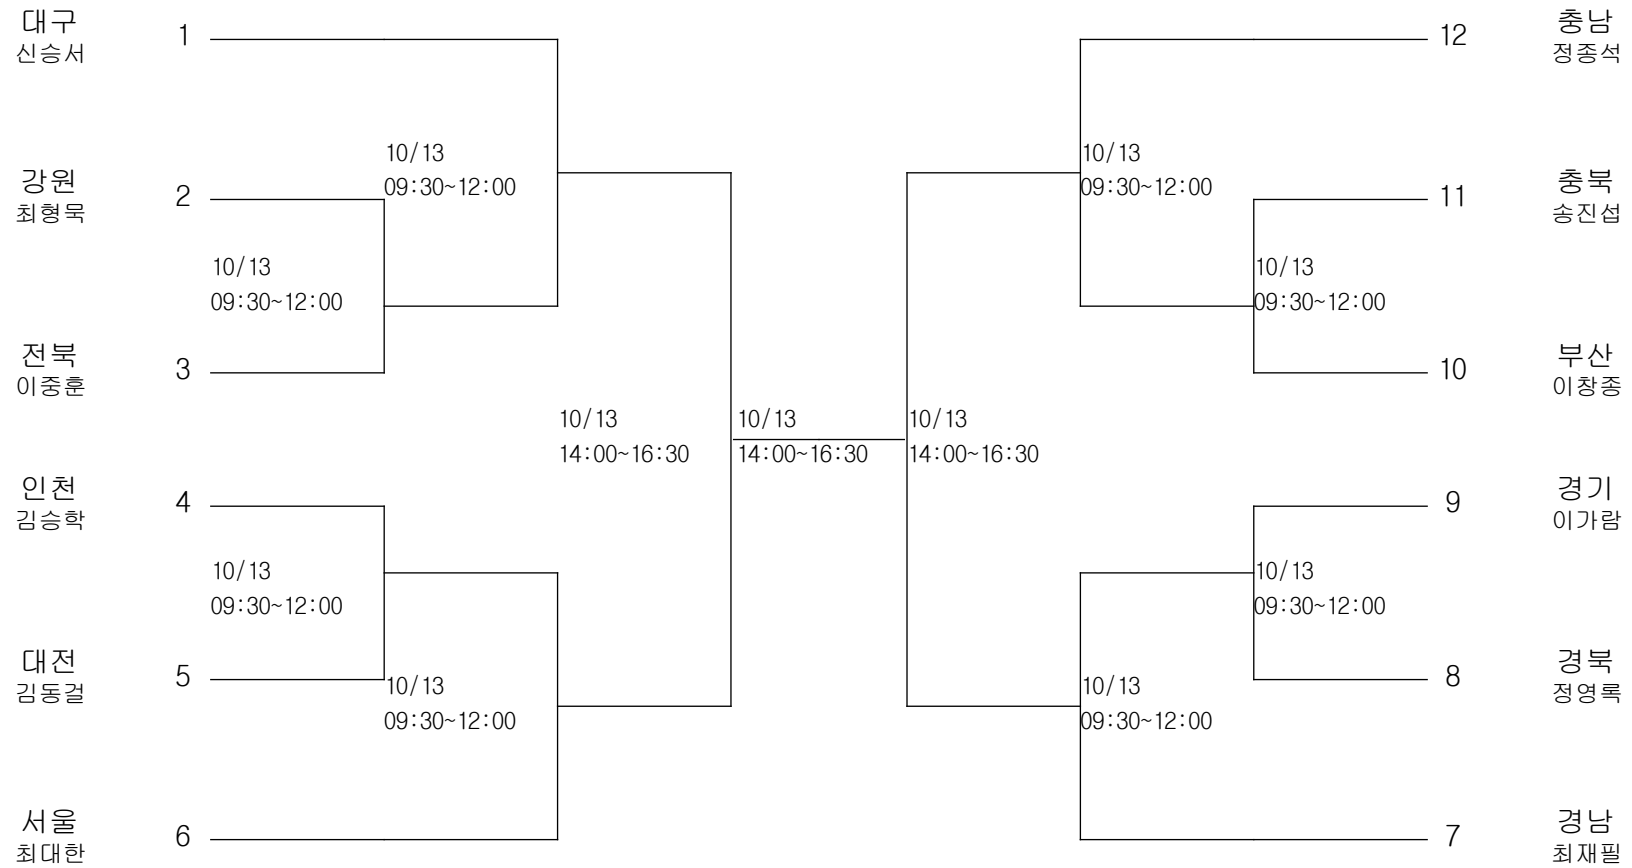 대구
신승서
1
12
충남
정종석
10/13
09:30~12:00
10/13
09:30~12:00
강원
최형묵
2
11
충북
송진섭
10/13
09:30~12:00
10/13
09:30~12:00
전북
이중훈
3
10
부산
이창종
10/13
14:00~16:30
10/13
14:00~16:30
10/13
14:00~16:30
인천
김승학
4
9
경기
이가람
10/13
09:30~12:00
10/13
09:30~12:00
대전
김동걸
5
8
경북
정영록
10/13
09:30~12:00
10/13
09:30~12:00
서울
최대한
6
7
경남
최재필